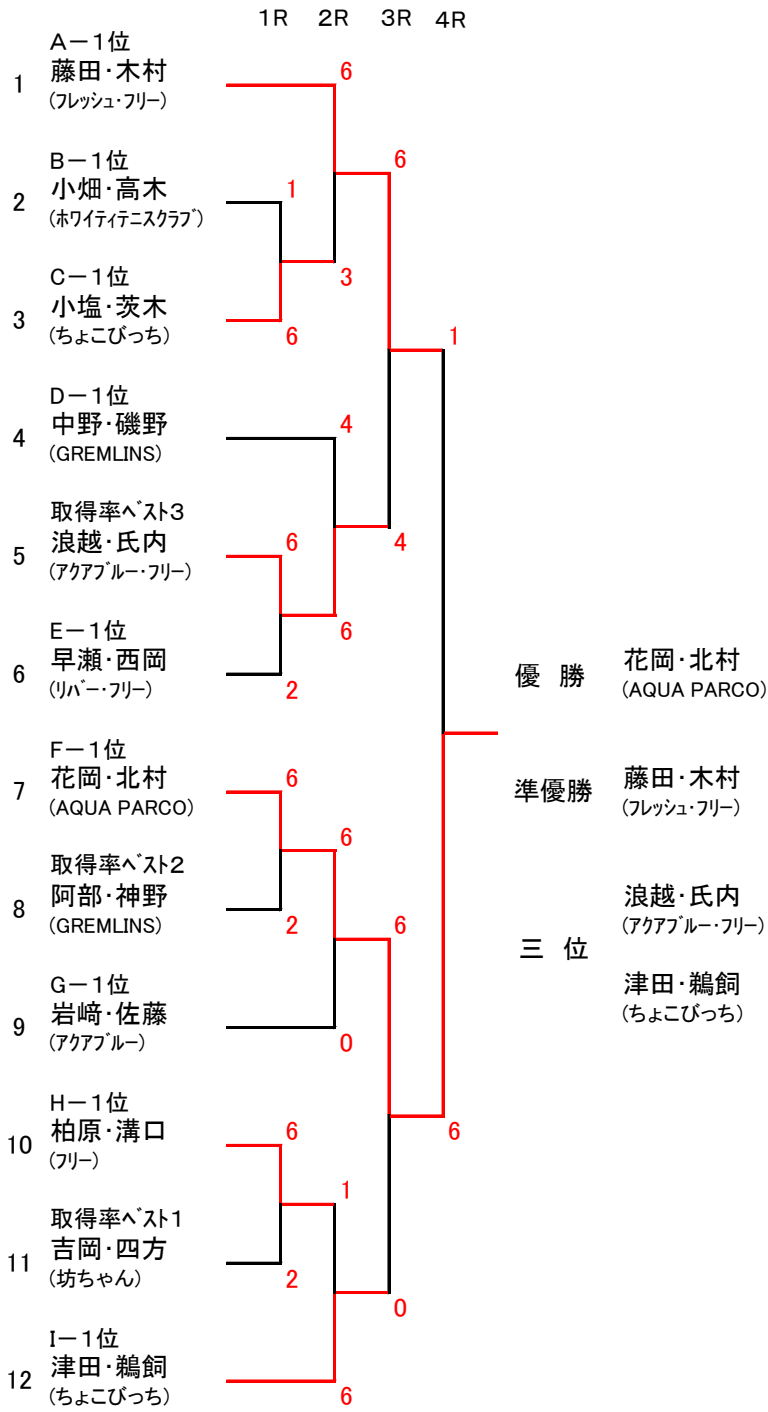 1R 2R 3R 4R
A－1位
1 藤田・木村 6
(フレッシュ・フリー)
B－1位 6
2 小畑・高木 1
(ホワイティテニスクラブ)
C－1位 3
3 小塩・茨木
(ちょこびっち) 6 1
D－1位
4 中野・磯野 4
(GREMLINS)
取得率ベスト3
5 浪越・氏内 6 4
(アクアブルー・フリー)
E－1位 6
6 早瀬・西岡 2
(リバー・フリー)
優 勝 花岡・北村
(AQUA PARCO)
F－1位
7 花岡・北村 6
(AQUA PARCO)
準優勝 藤田・木村
(フレッシュ・フリー)
取得率ベスト2 6
8 阿部・神野 2
(GREMLINS) 6
三 位 浪越・氏内
(アクアブルー・フリー)
津田・鵜飼
(ちょこびっち)
G－1位
9 岩﨑・佐藤 0
(アクアブルー)
H－1位
10 柏原・溝口 6 6
(フリー)
取得率ベスト1 1
11 吉岡・四方 2
(坊ちゃん) 0
I－1位
12 津田・鵜飼 6
(ちょこびっち)